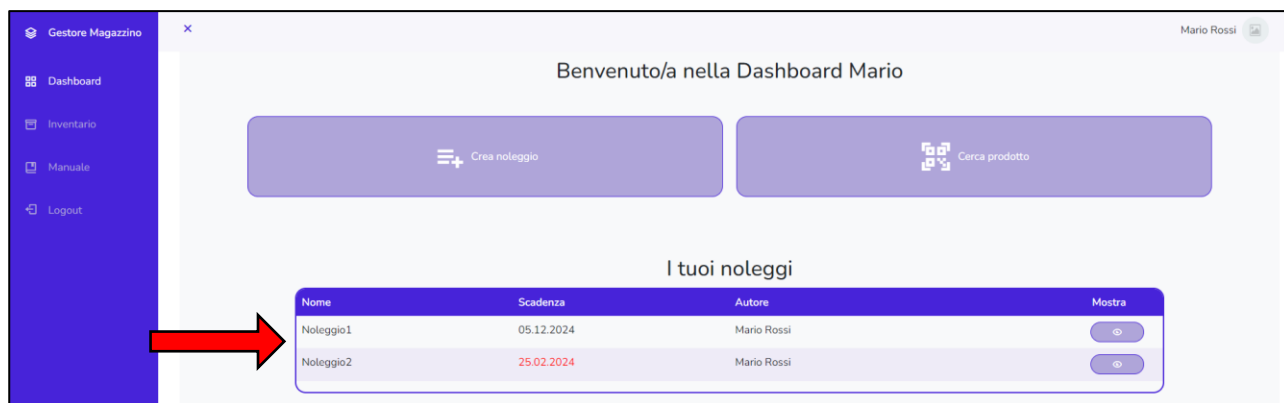 Gestore Magazzino
×
Mario Rossi
Dashboard
Inventario
Manuale
Logout
Benvenuto/a nella Dashboard Mario
Crea noleggio
Cerca prodotto
I tuoi noleggi
Nome Scadenza Autore Mostra
Noleggio1 05.12.2024 Mario Rossi
Noleggio2 25.02.2024 Mario Rossi